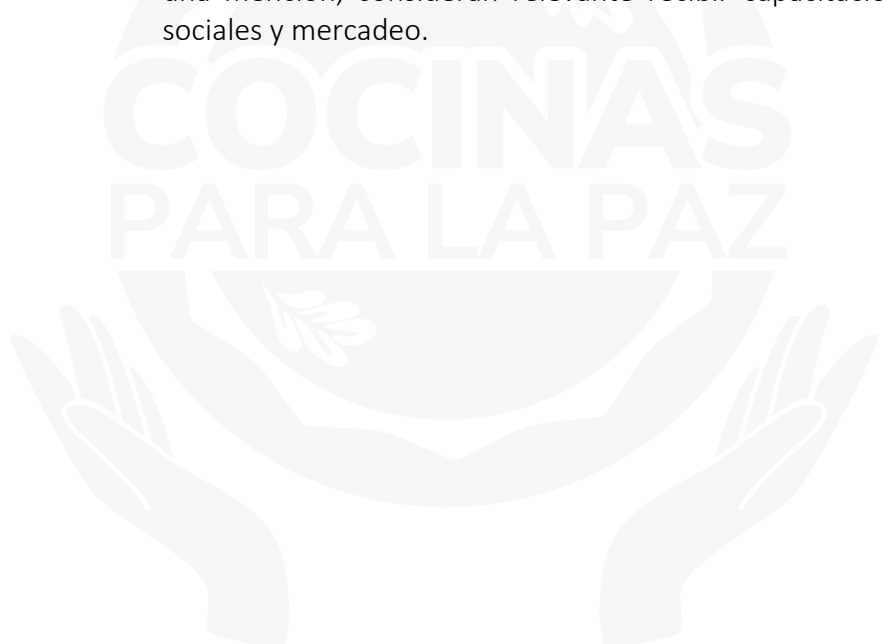 una mención, consideran relevante recibir
sociales y mercadeo.
COCINAS
PARA LA PAZ